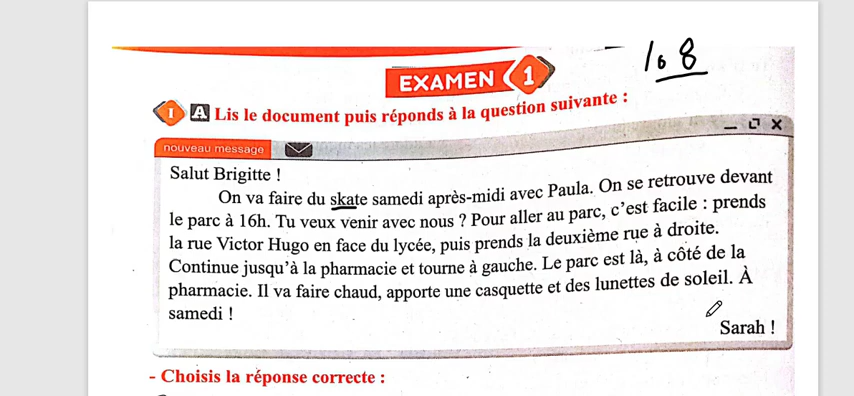 108
EXAMEN 1
I A Lis le document puis réponds à la question suivante :
nouveau message
Salut Brigitte !
On va faire du skate samedi après-midi avec Paula. On se retrouve devant
le parc à 16h. Tu veux venir avec nous ? Pour aller au parc, c'est facile : prends
la rue Victor Hugo en face du lycée, puis prends la deuxième rue à droite.
Continue jusqu'à la pharmacie et tourne à gauche. Le parc est là, à côté de la
pharmacie. Il va faire chaud, apporte une casquette et des lunettes de soleil. À
samedi !
Sarah !
- Choisis la réponse correcte :